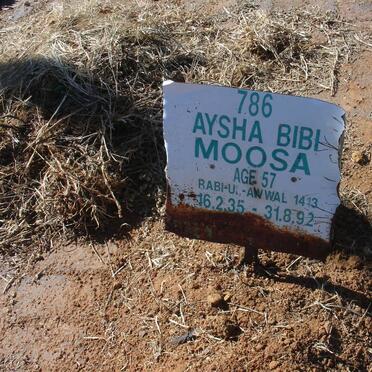 786
AYSHA BIBI
MOOSA
AGE 57
RABI-UL-AWWAL 1413
16.2.35 - 31.8.92